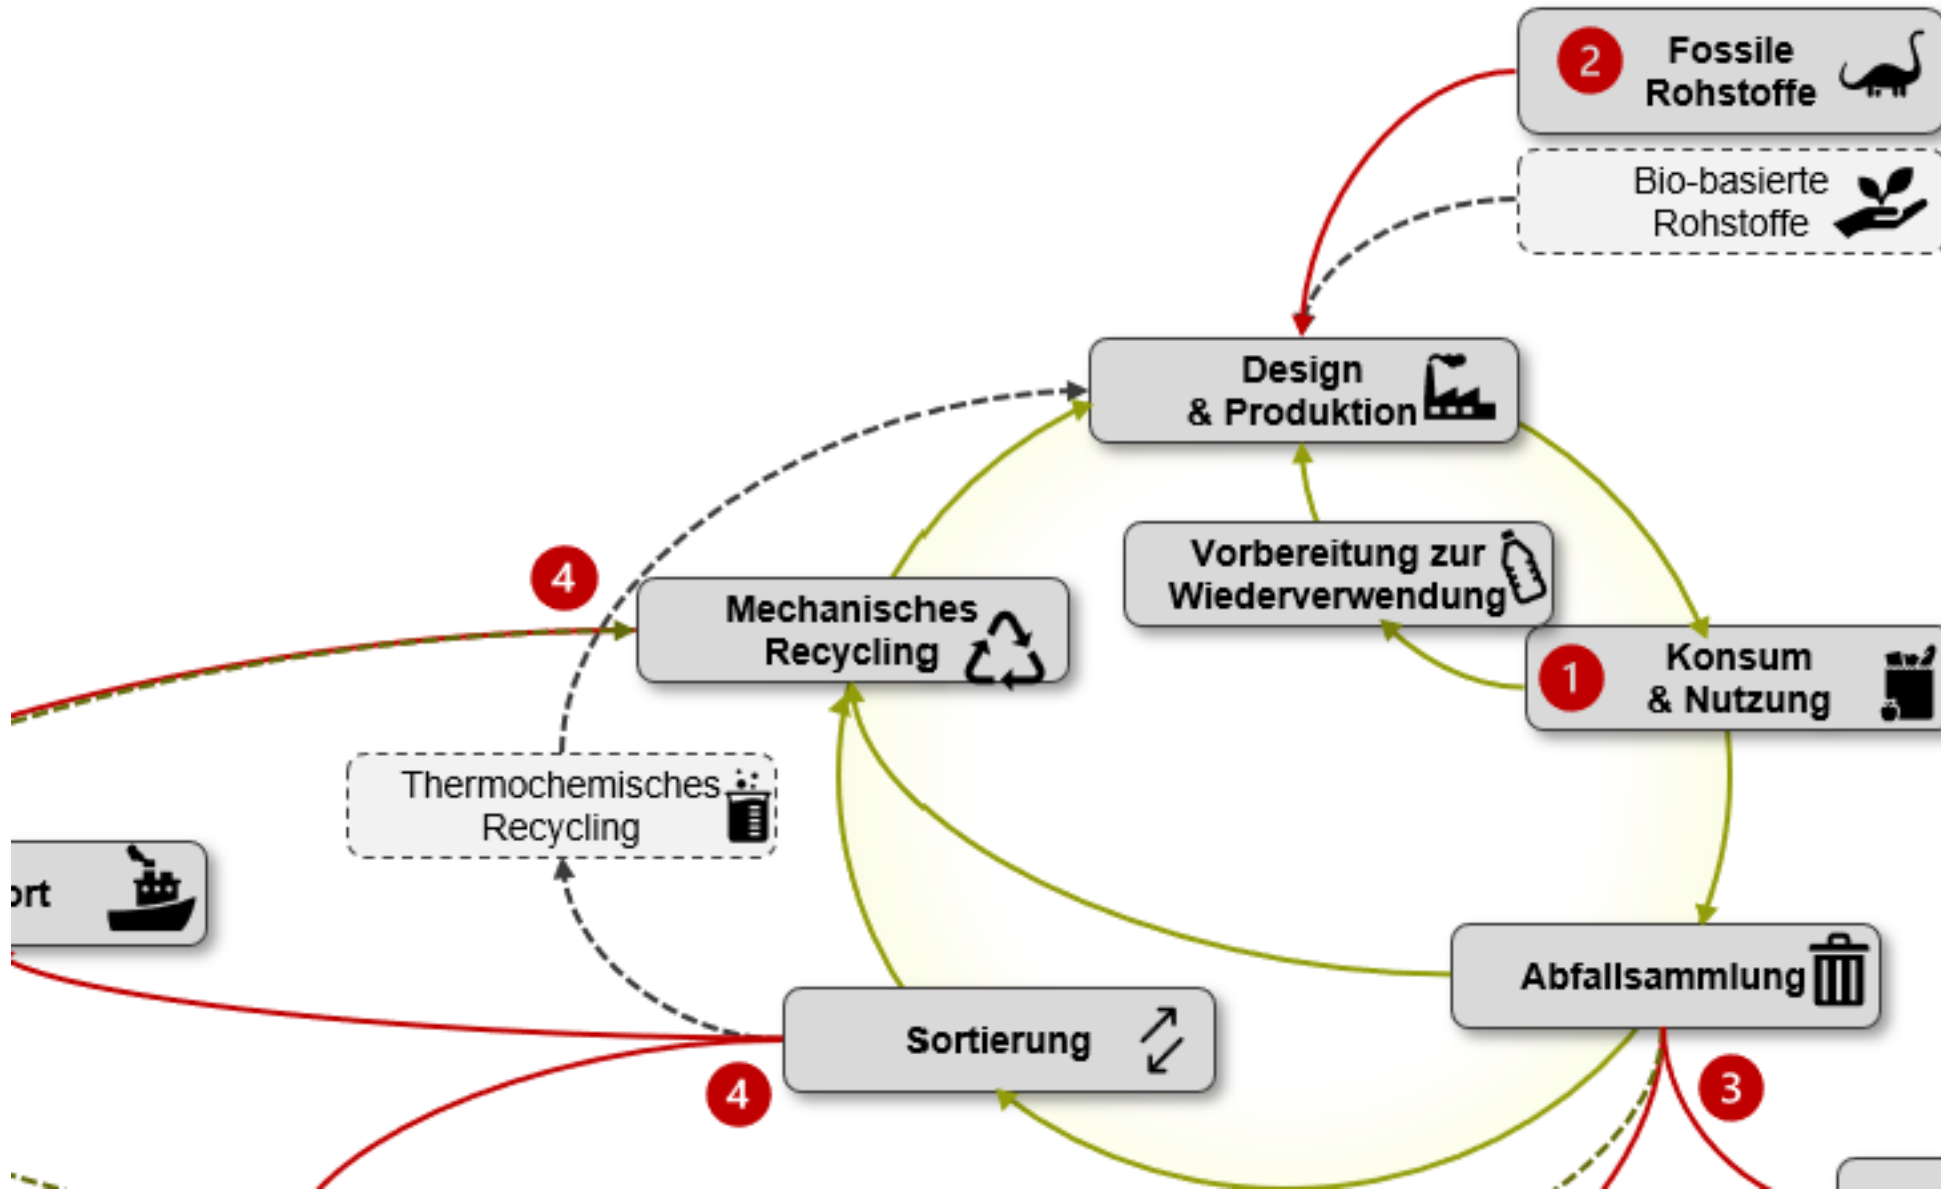 2
Fossile
Rohstoffe
Bio-basierte
Rohstoffe
Design
& Produktion
Vorbereitung zur
Wiederverwendung
4
Mechanisches
Recycling
1
Konsum
& Nutzung
Thermochemisches
Recycling
ort
Abfallsammlung
Sortierung
4
3